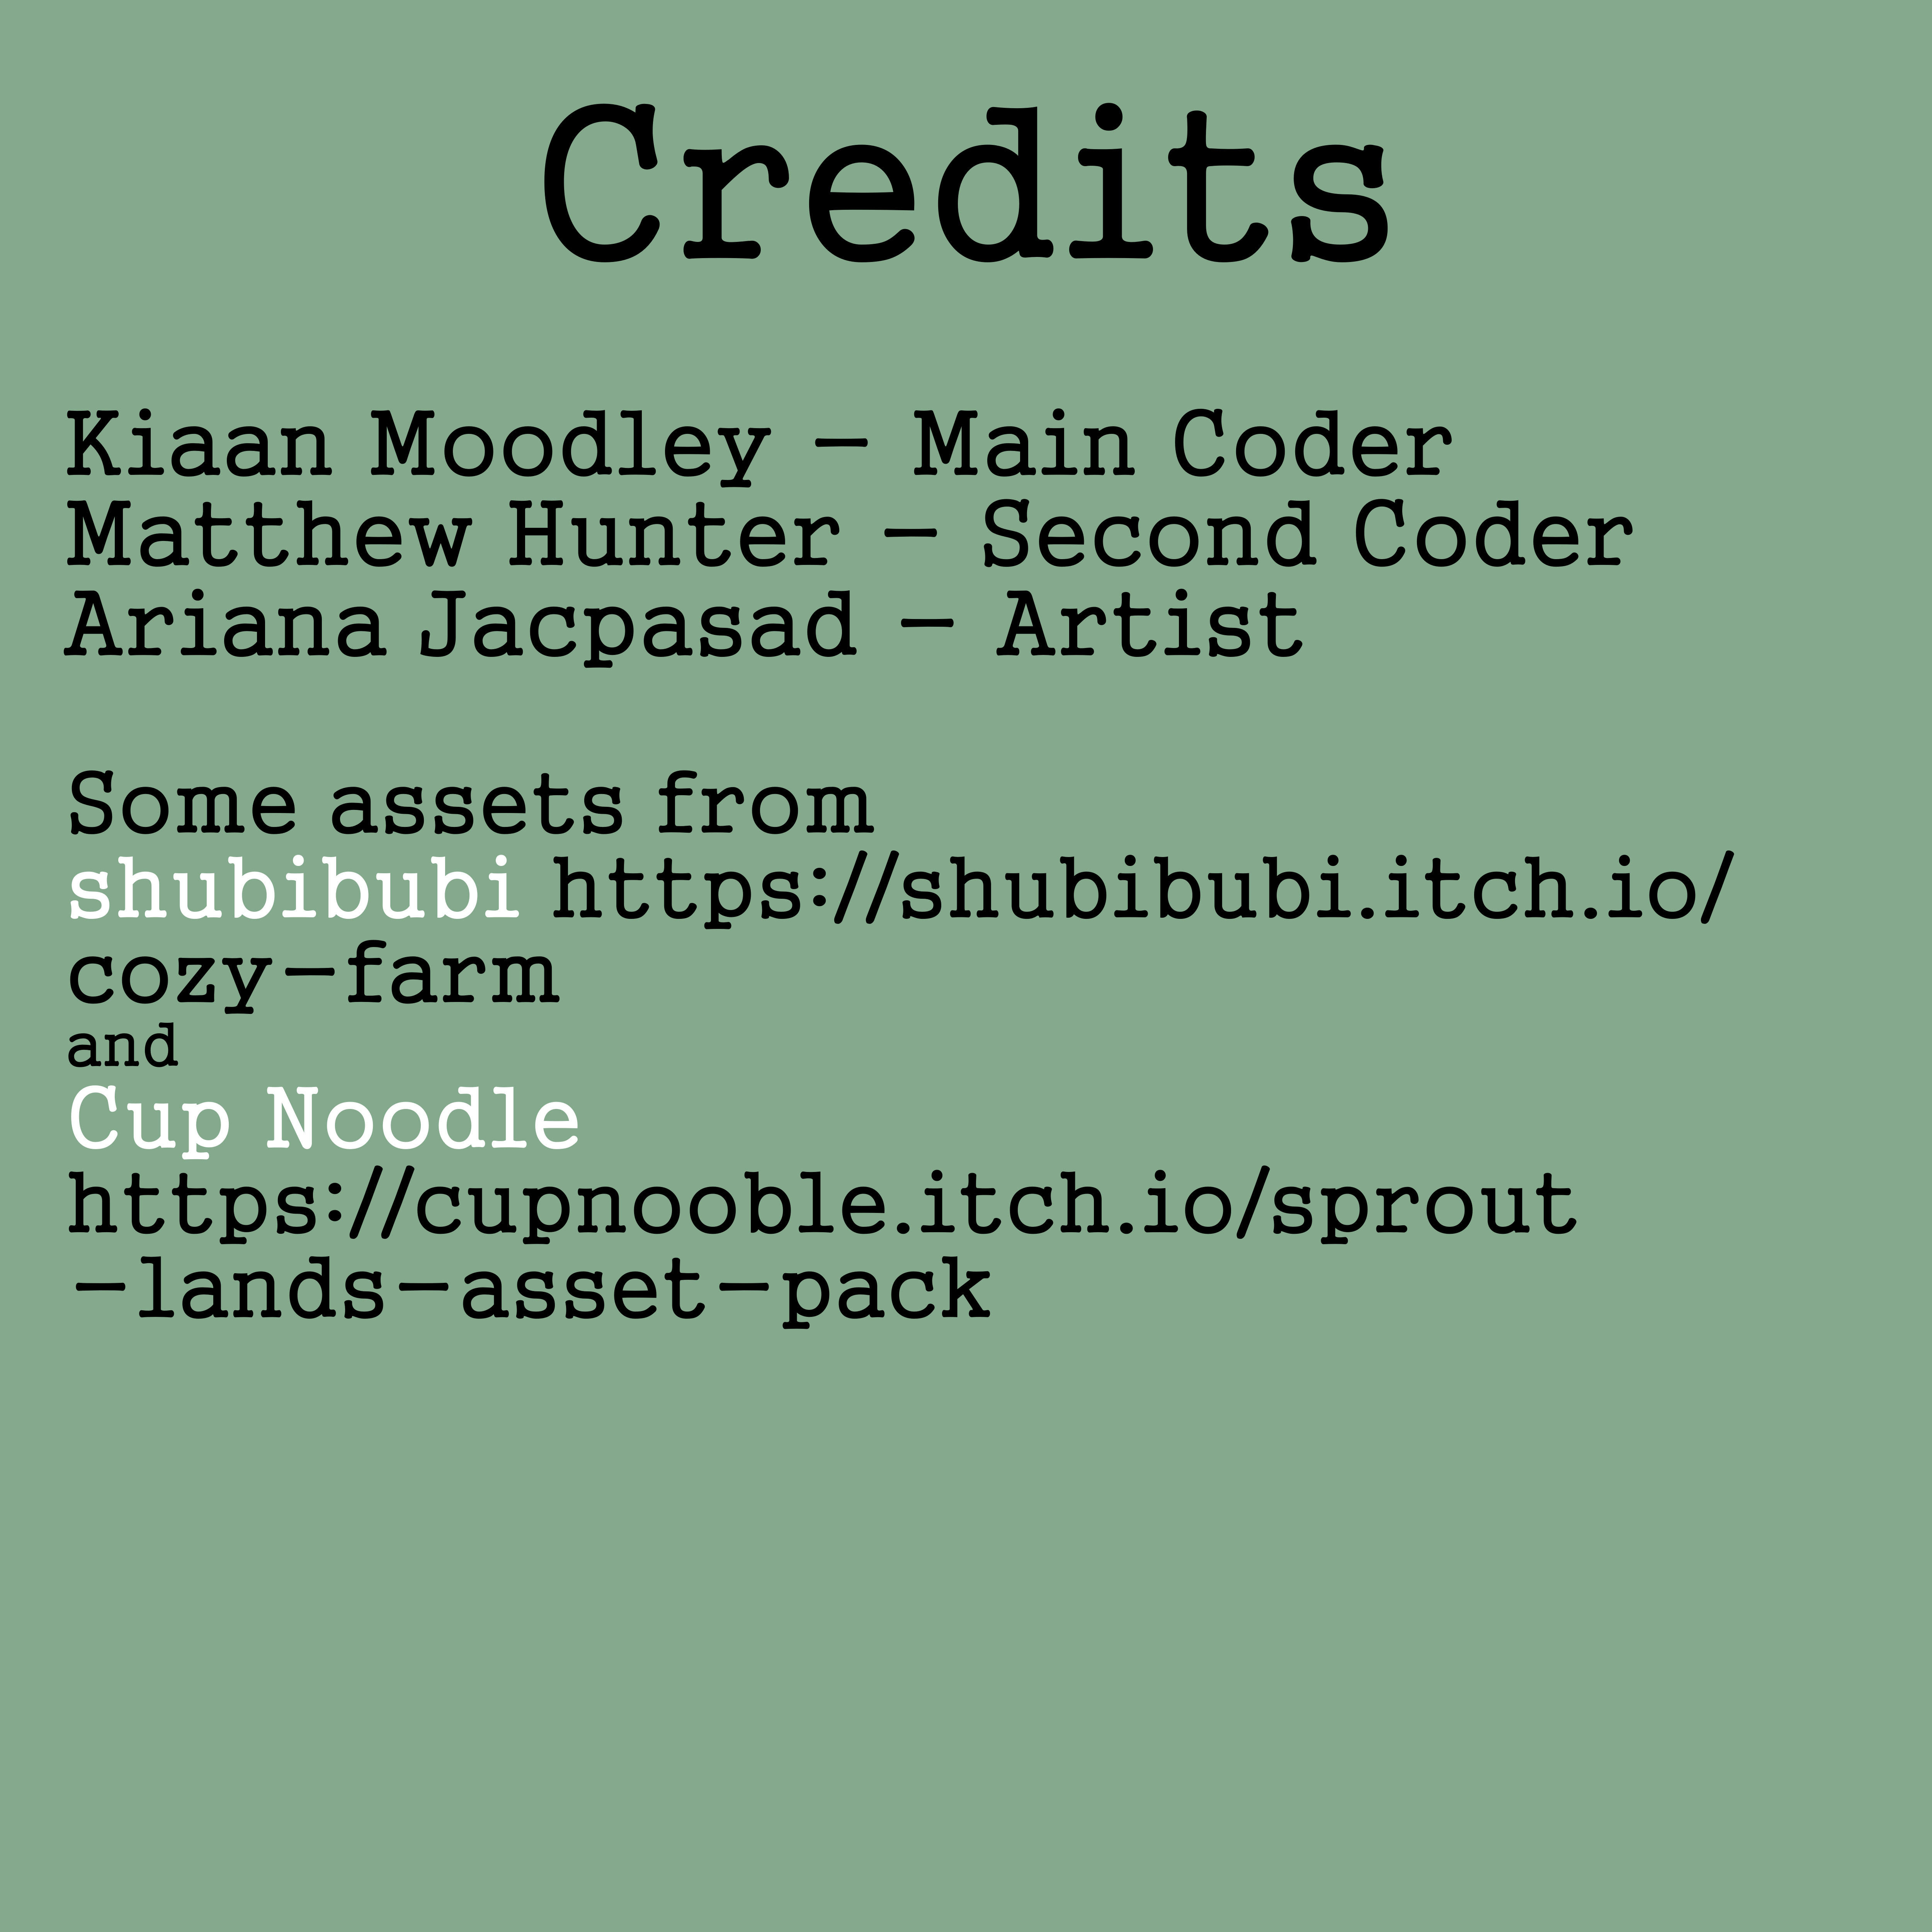 Credits
Kiaan Moodley - Main Coder
Matthew Hunter - Second Coder
Ariana Jacpasad - Artist
Some assets from
shubibubi https://shubibubi.itch.io/
cozy-farm
and
Cup Noodle
https://cupnooble.itch.io/sprout
-lands-asset-pack